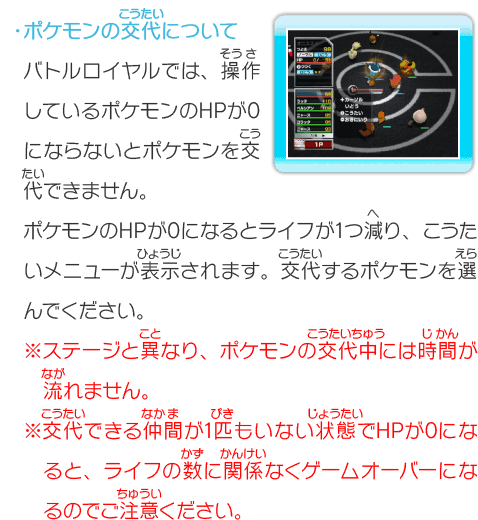 ・ポケモンの交代について
バトルロイヤルでは、操作
しているポケモンのHPが0
にならないとポケモンを交
代できません。
ポケモンのHPが0になるとライフが1つ減り、こうた
いメニューが表示されます。交代するポケモンを選
んでください。
※ステージと異なり、ポケモンの交代中には時間が
流れません。
※交代できる仲間が1匹もいない状態でHPが0にな
ると、ライフの数に関係なくゲームオーバーにな
るのでご注意ください。
HP
1P